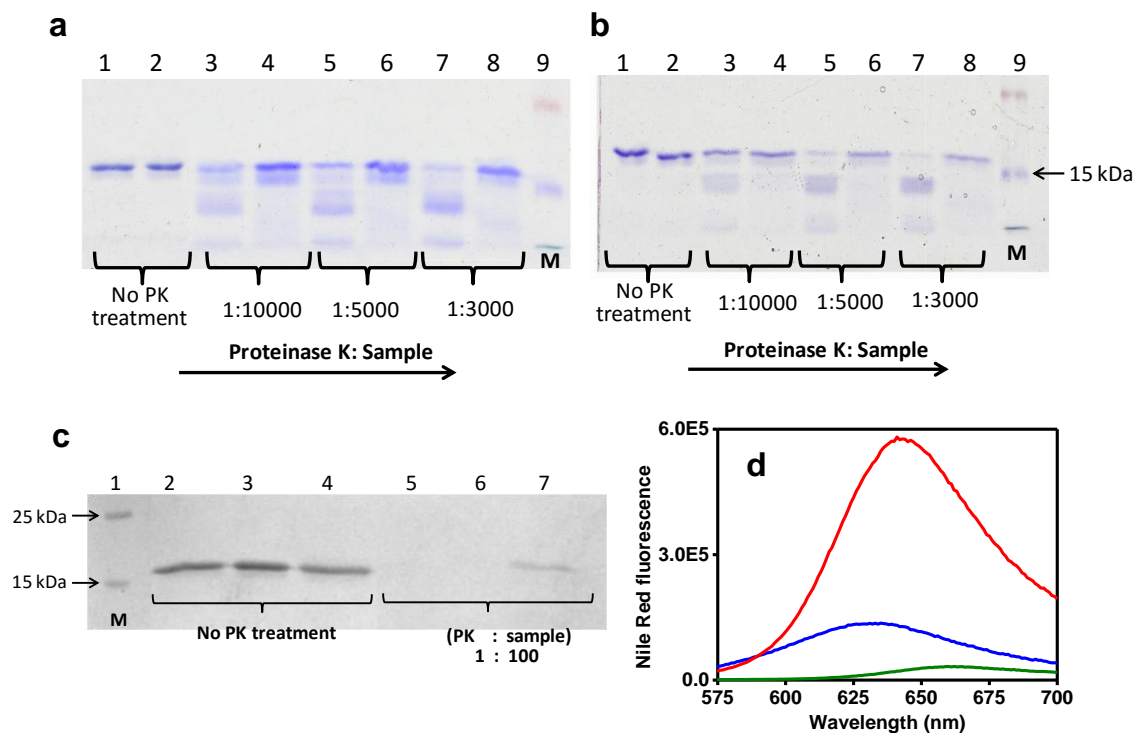 a
1 2 3 4 5 6 7 8 9
M
No PK
treatment
1:10000
1:5000
1:3000
Proteinase K: Sample
b
1 2 3 4 5 6 7 8 9
15 kDa
M
No PK
treatment
1:10000
1:5000
1:3000
Proteinase K: Sample
c
1 2 3 4 5 6 7
25 kDa
15 kDa
M
No PK treatment
(PK : sample)
1 : 100
d
Nile Red fluorescence
6.0E5
3.0E5
0.0
575 600 625 650 675 700
Wavelength (nm)